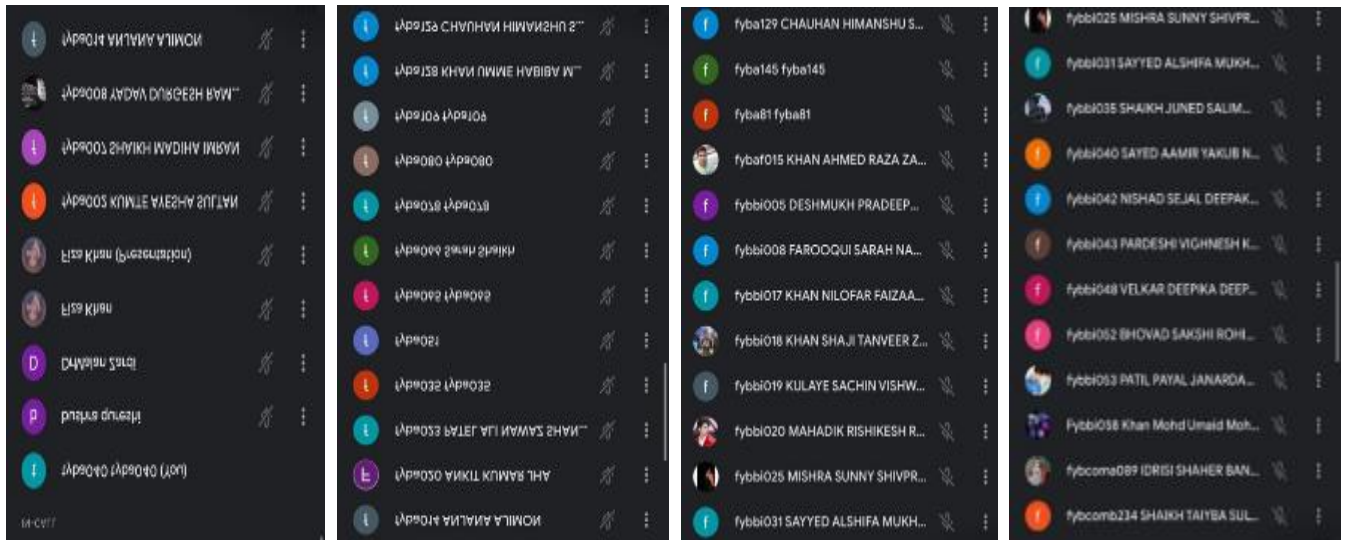 IN-CALL
fyba040 fyba040 (You)
bushra qureshi
Fiza Khan
Fiza Khan (Presentation)
fyba002 KUMTE AYESHA SULTAN
fyba007 SHAIKH MADIHA IMRAN
fyba008 YADAV DURGESH RAM...
fyba014 ANJANA AJIMON
fyba014 ANJANA AJIMON
fyba020 ANKIT KUMAR JHA
fyba023 PATEL ALI NAWAZ SHAN...
fyba035 fyba035
fyba051
fyba065 fyba065
fyba066 Sarah Shaikh
fyba078 fyba078
fyba080 fyba080
fyba109 fyba109
fyba128 KHAN UMME HABIBA M...
fyba129 CHAUHAN HIMANSHU S...
fyba129 CHAUHAN HIMANSHU S...
fyba145 fyba145
fyba81 fyba81
fybaf015 KHAN AHMED RAZA ZA...
fybbi005 DESHMUKH PRADEEP...
fybbi008 FAROOQUI SARAH NA...
fybbi017 KHAN NILOFAR FAIZAA...
fybbi018 KHAN SHAJI TANVEER Z...
fybbi019 KULAYE SACHIN VISHW...
fybbi020 MAHADIK RISHIKESH R...
fybbi025 MISHRA SUNNY SHIVPR...
fybbi031 SAYYED ALSHIFA MUKH...
fybbi025 MISHRA SUNNY SHIVPR...
fybbi031 SAYYED ALSHIFA MUKH...
fybbi035 SHAIKH JUNED SALIM...
fybbi040 SAYED AAMIR YAKUB N...
fybbi042 NISHAD SEJAL DEEPAK...
fybbi043 PARDESHI VIGHNESH K...
fybbi048 VELKAR DEEPIKA DEEP...
fybbi052 BHOVAD SAKSHI ROHI...
fybbi053 PATIL PAYAL JANARDA...
Fybbi038 Khan Mohd Umaid Moh...
fybcoma089 IDRISI SHAHER BAN...
fybcomb234 SHAIKH TAIYBA SUL...